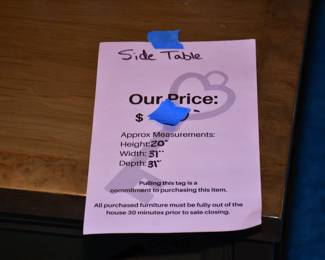 Side Table
Our Price:
$
Approx Measurements:
Height: 20"
Width: 31"
Depth: 31"
Pulling this tag is a
commitment to purchasing this item.
All purchased furniture must be fully out of the
house 30 minutes prior to sale closing.